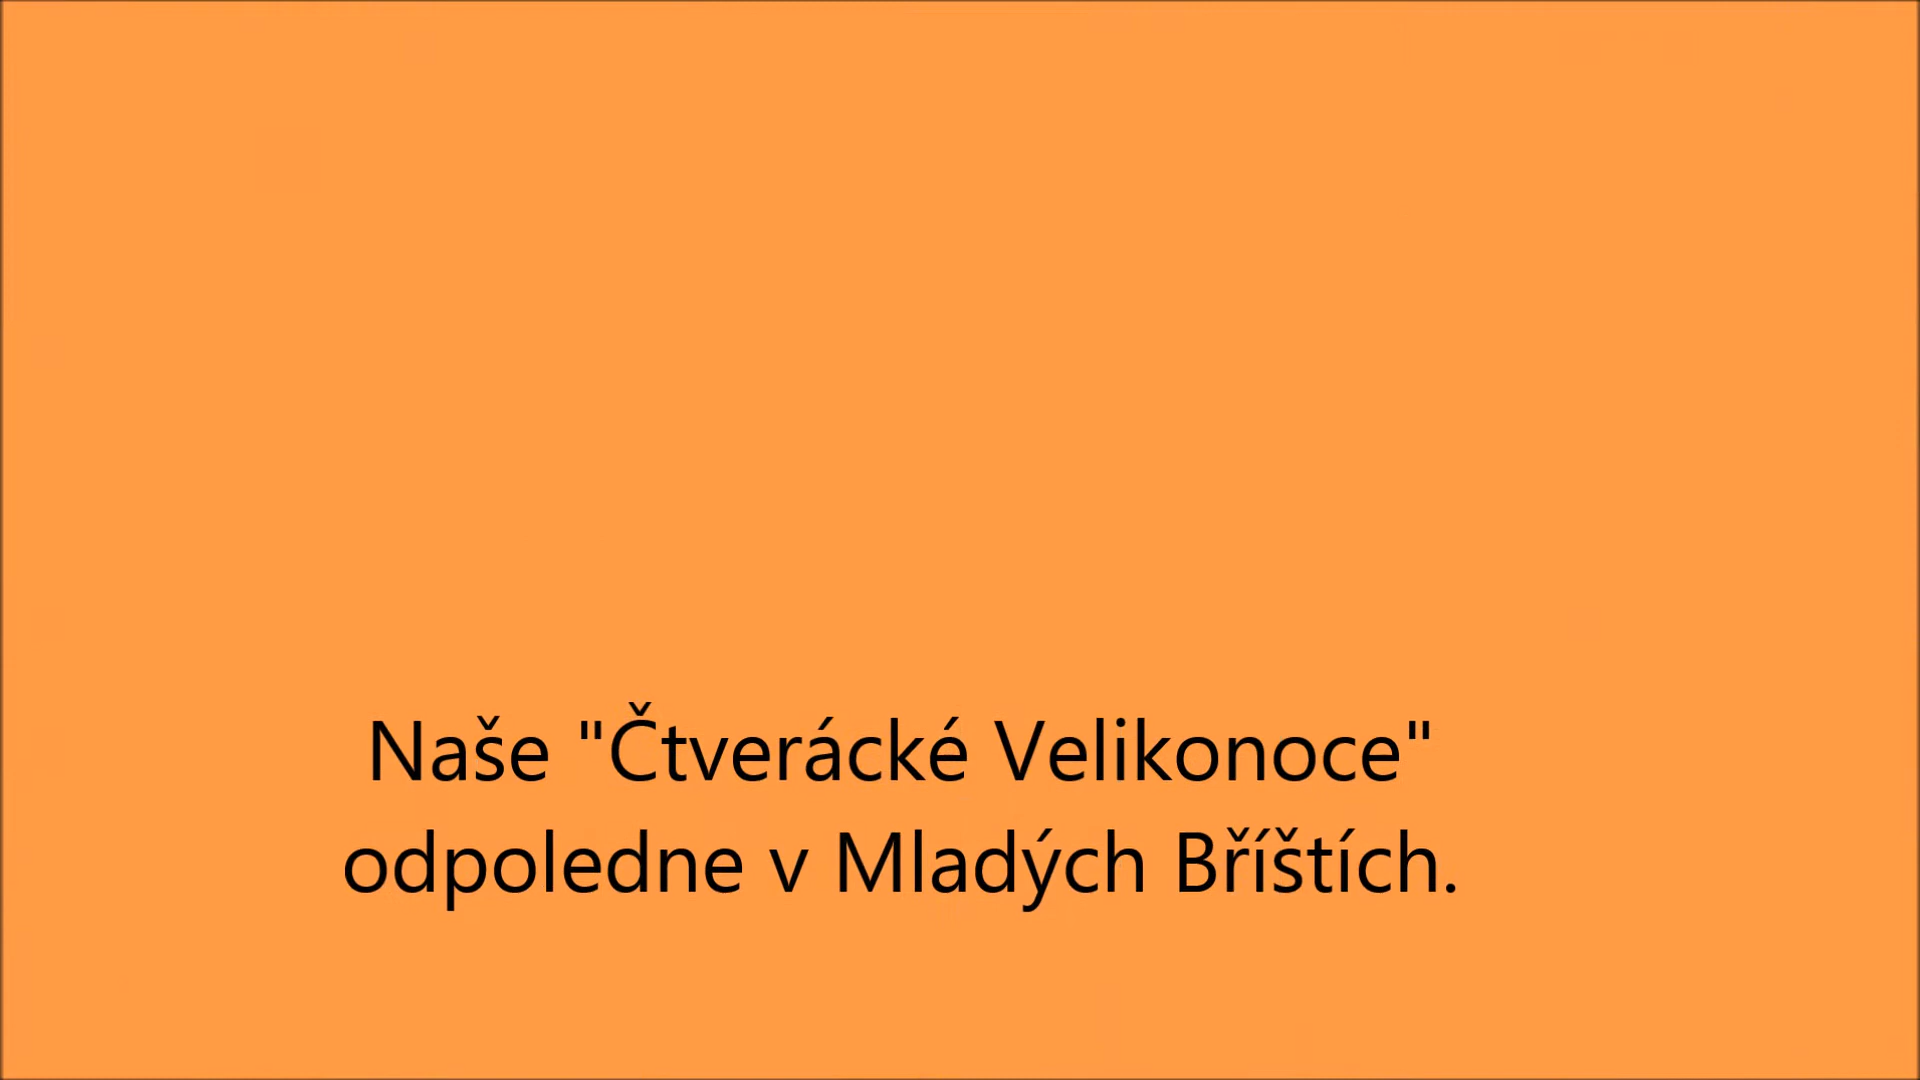 Naše "Čtverácké Velikonoce"
odpoledne v Mladých Bříštích.